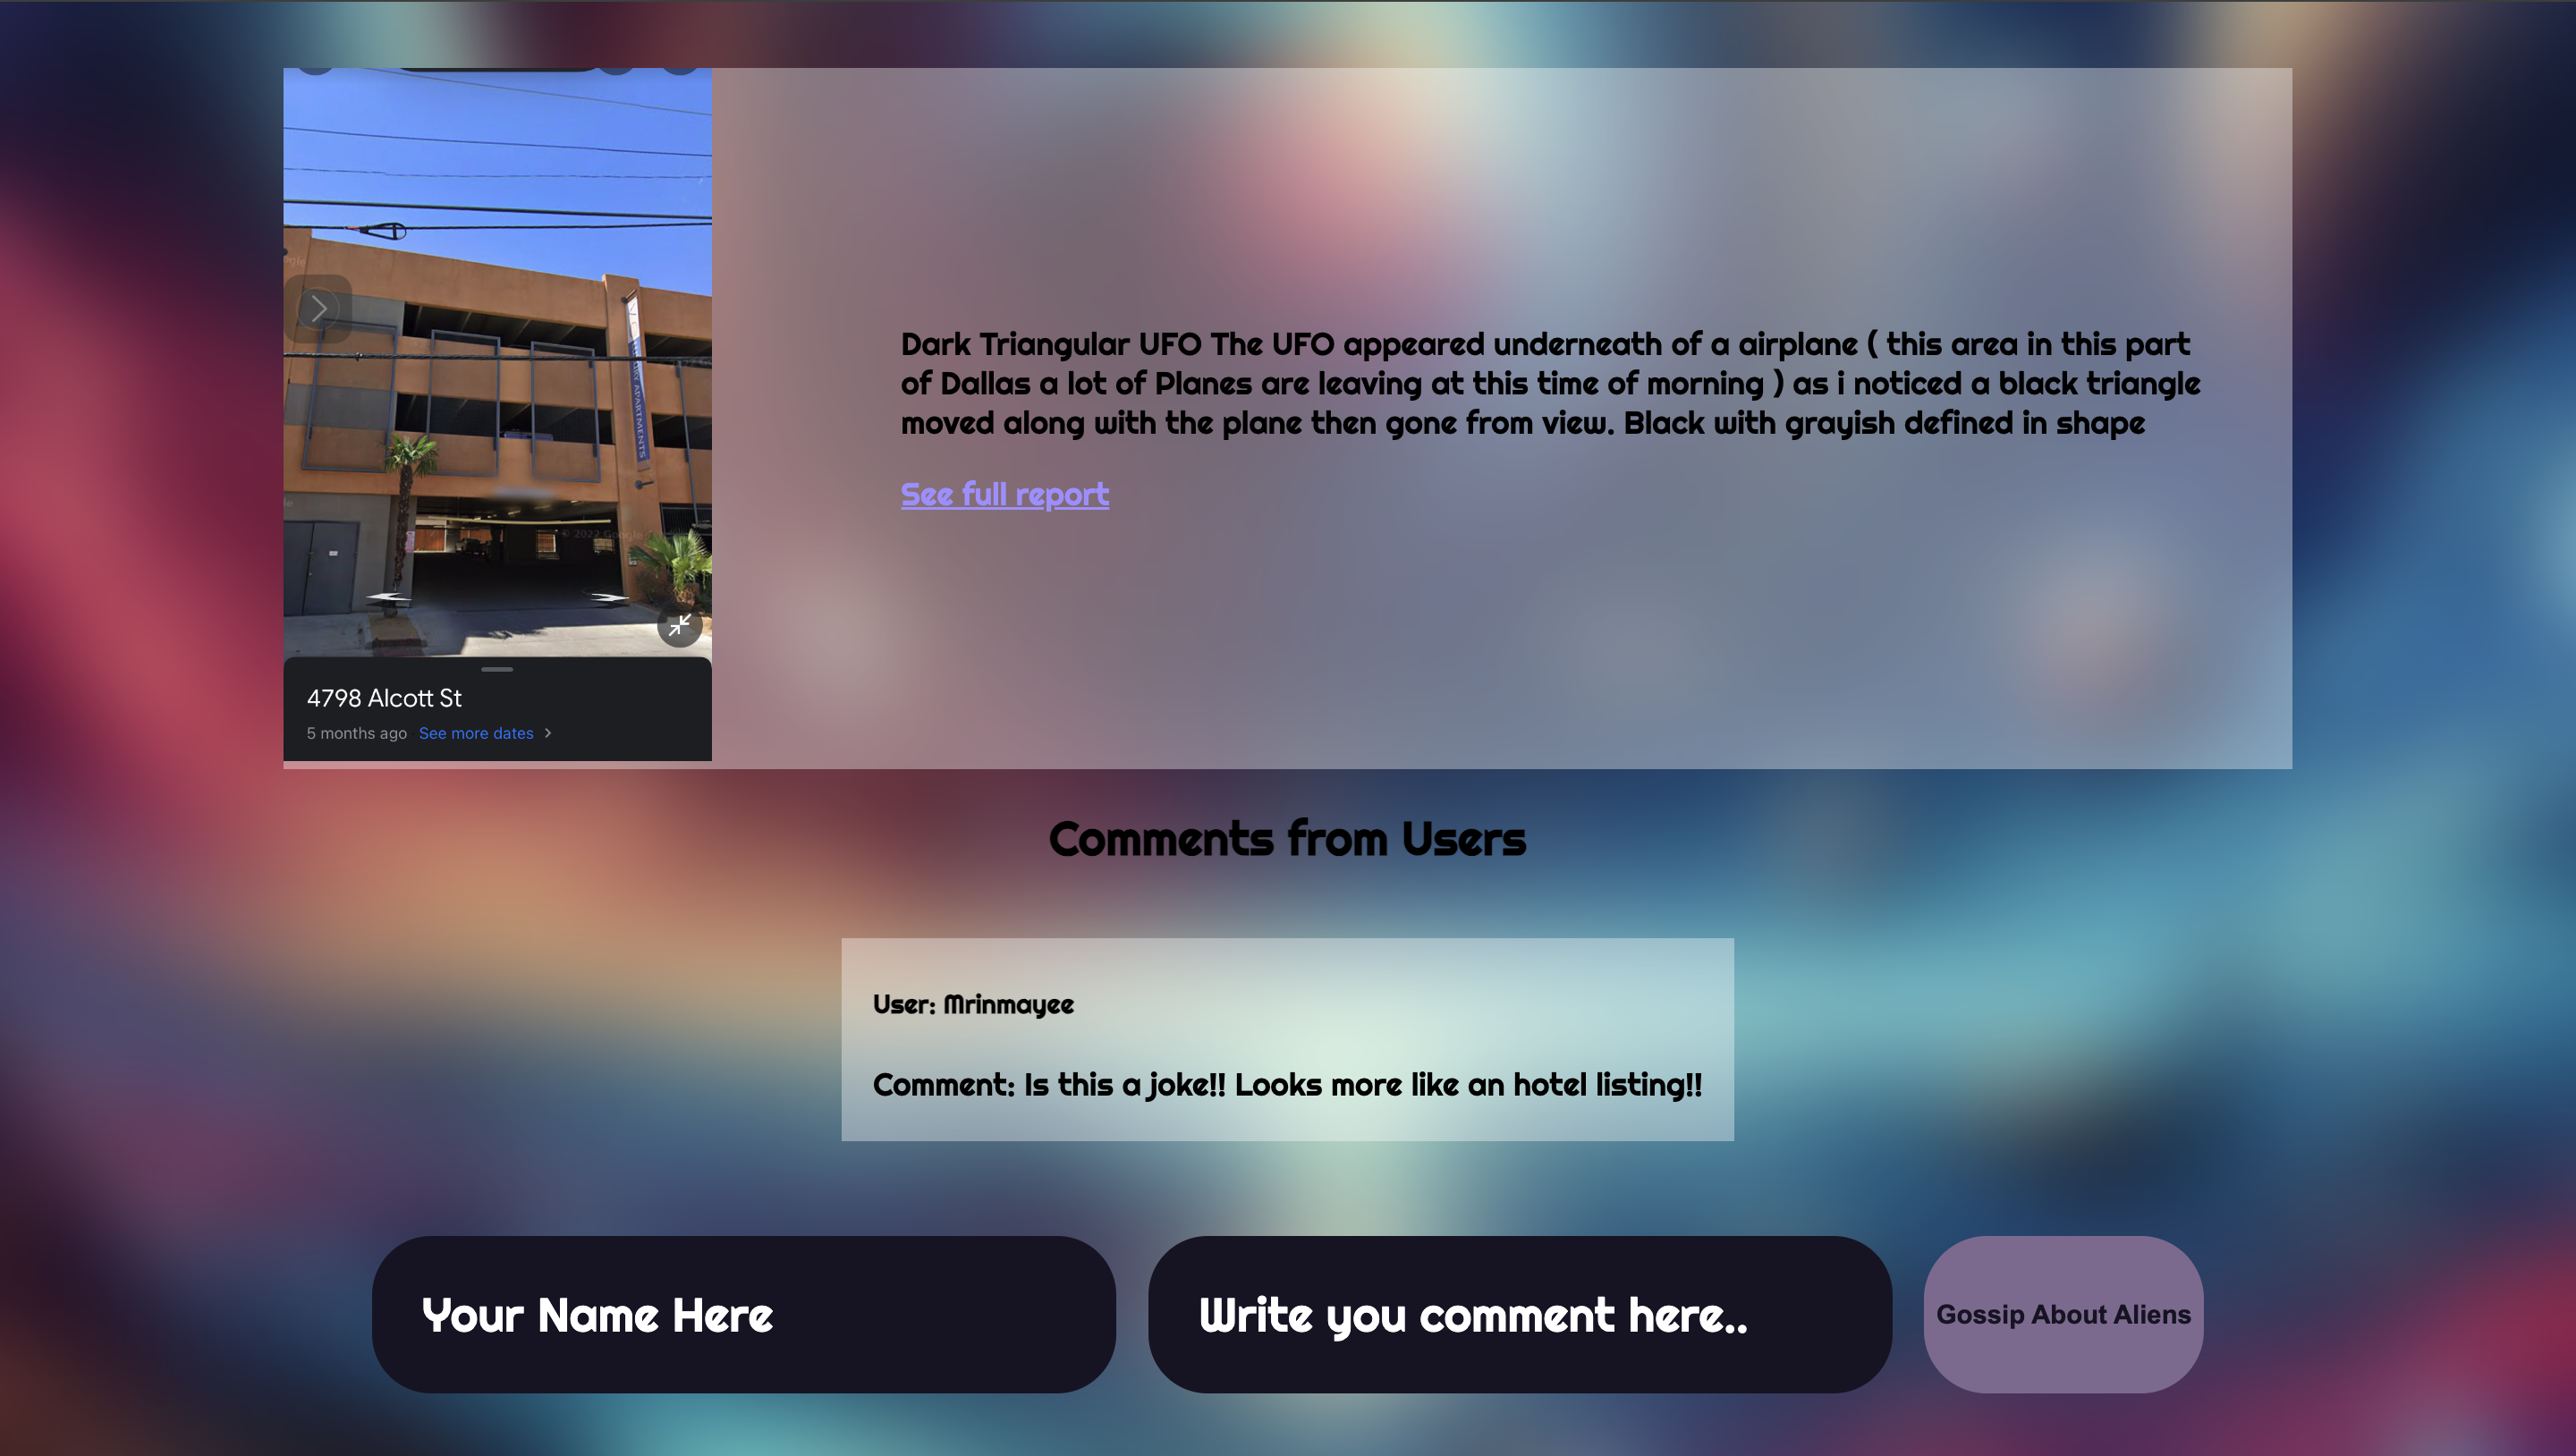 APARTMENTS
© 2022 Google
4798 Alcott St
5 months ago See more dates >
Dark Triangular UFO The UFO appeared underneath of a airplane ( this area in this part
of Dallas a lot of Planes are leaving at this time of morning ) as i noticed a black triangle
moved along with the plane then gone from view. Black with grayish defined in shape
See full report
Comments from Users
User: Mrinmayee
Comment: Is this a joke!! Looks more like an hotel listing!!
Your Name Here
Write you comment here..
Gossip About Aliens